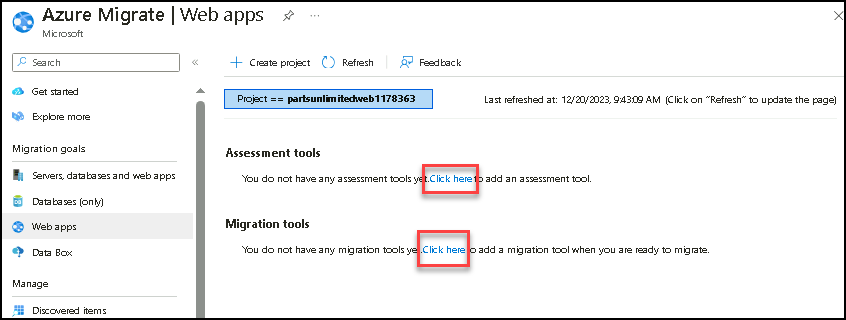 Azure Migrate | Web apps
Microsoft
Search
Get started
Explore more
Migration goals
Servers, databases and web apps
Databases (only)
Web apps
Data Box
Manage
Discovered items
Create project
Refresh
Feedback
Project == partsunlimitedweb1178363
Last refreshed at: 12/20/2023, 9:43:09 AM (Click on "Refresh" to update the page)
Assessment tools
You do not have any assessment tools yet.Click here to add an assessment tool.
Migration tools
You do not have any migration tools yet.Click here to add a migration tool when you are ready to migrate.